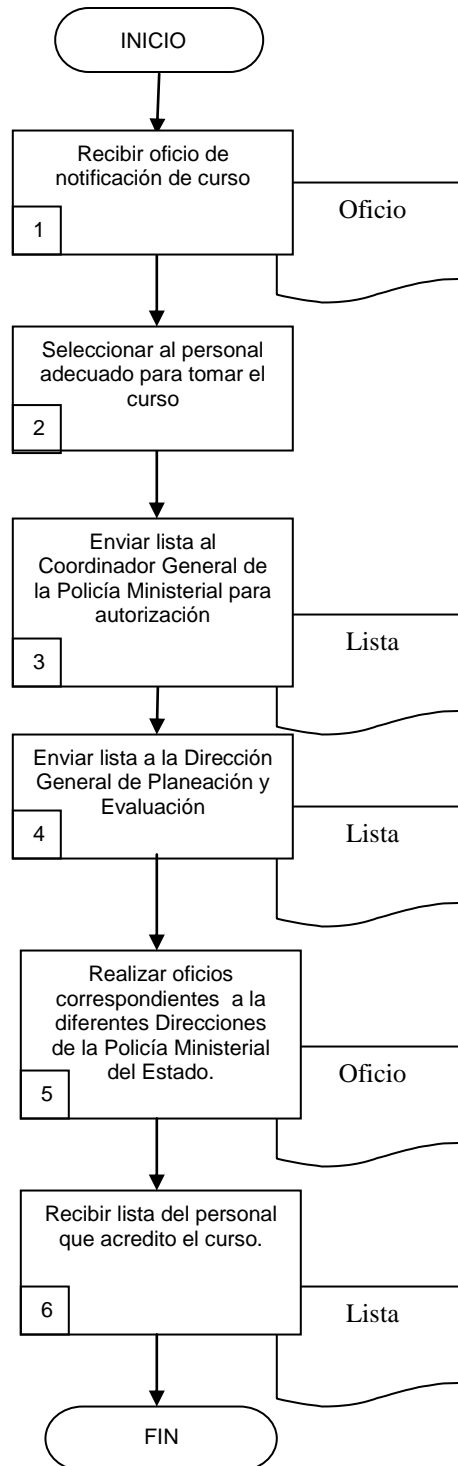 INICIO
Recibir oficio de
notificación de curso
1
Oficio
Seleccionar al personal
adecuado para tomar el
curso
2
Enviar lista al
Coordinador General de
la Policía Ministerial para
autorización
3
Lista
Enviar lista a la Dirección
General de Planeación y
Evaluación
4
Lista
Realizar oficios
correspondientes a la
diferentes Direcciones
de la Policía Ministerial
del Estado.
5
Oficio
Recibir lista del personal
que acredito el curso.
6
Lista
FIN